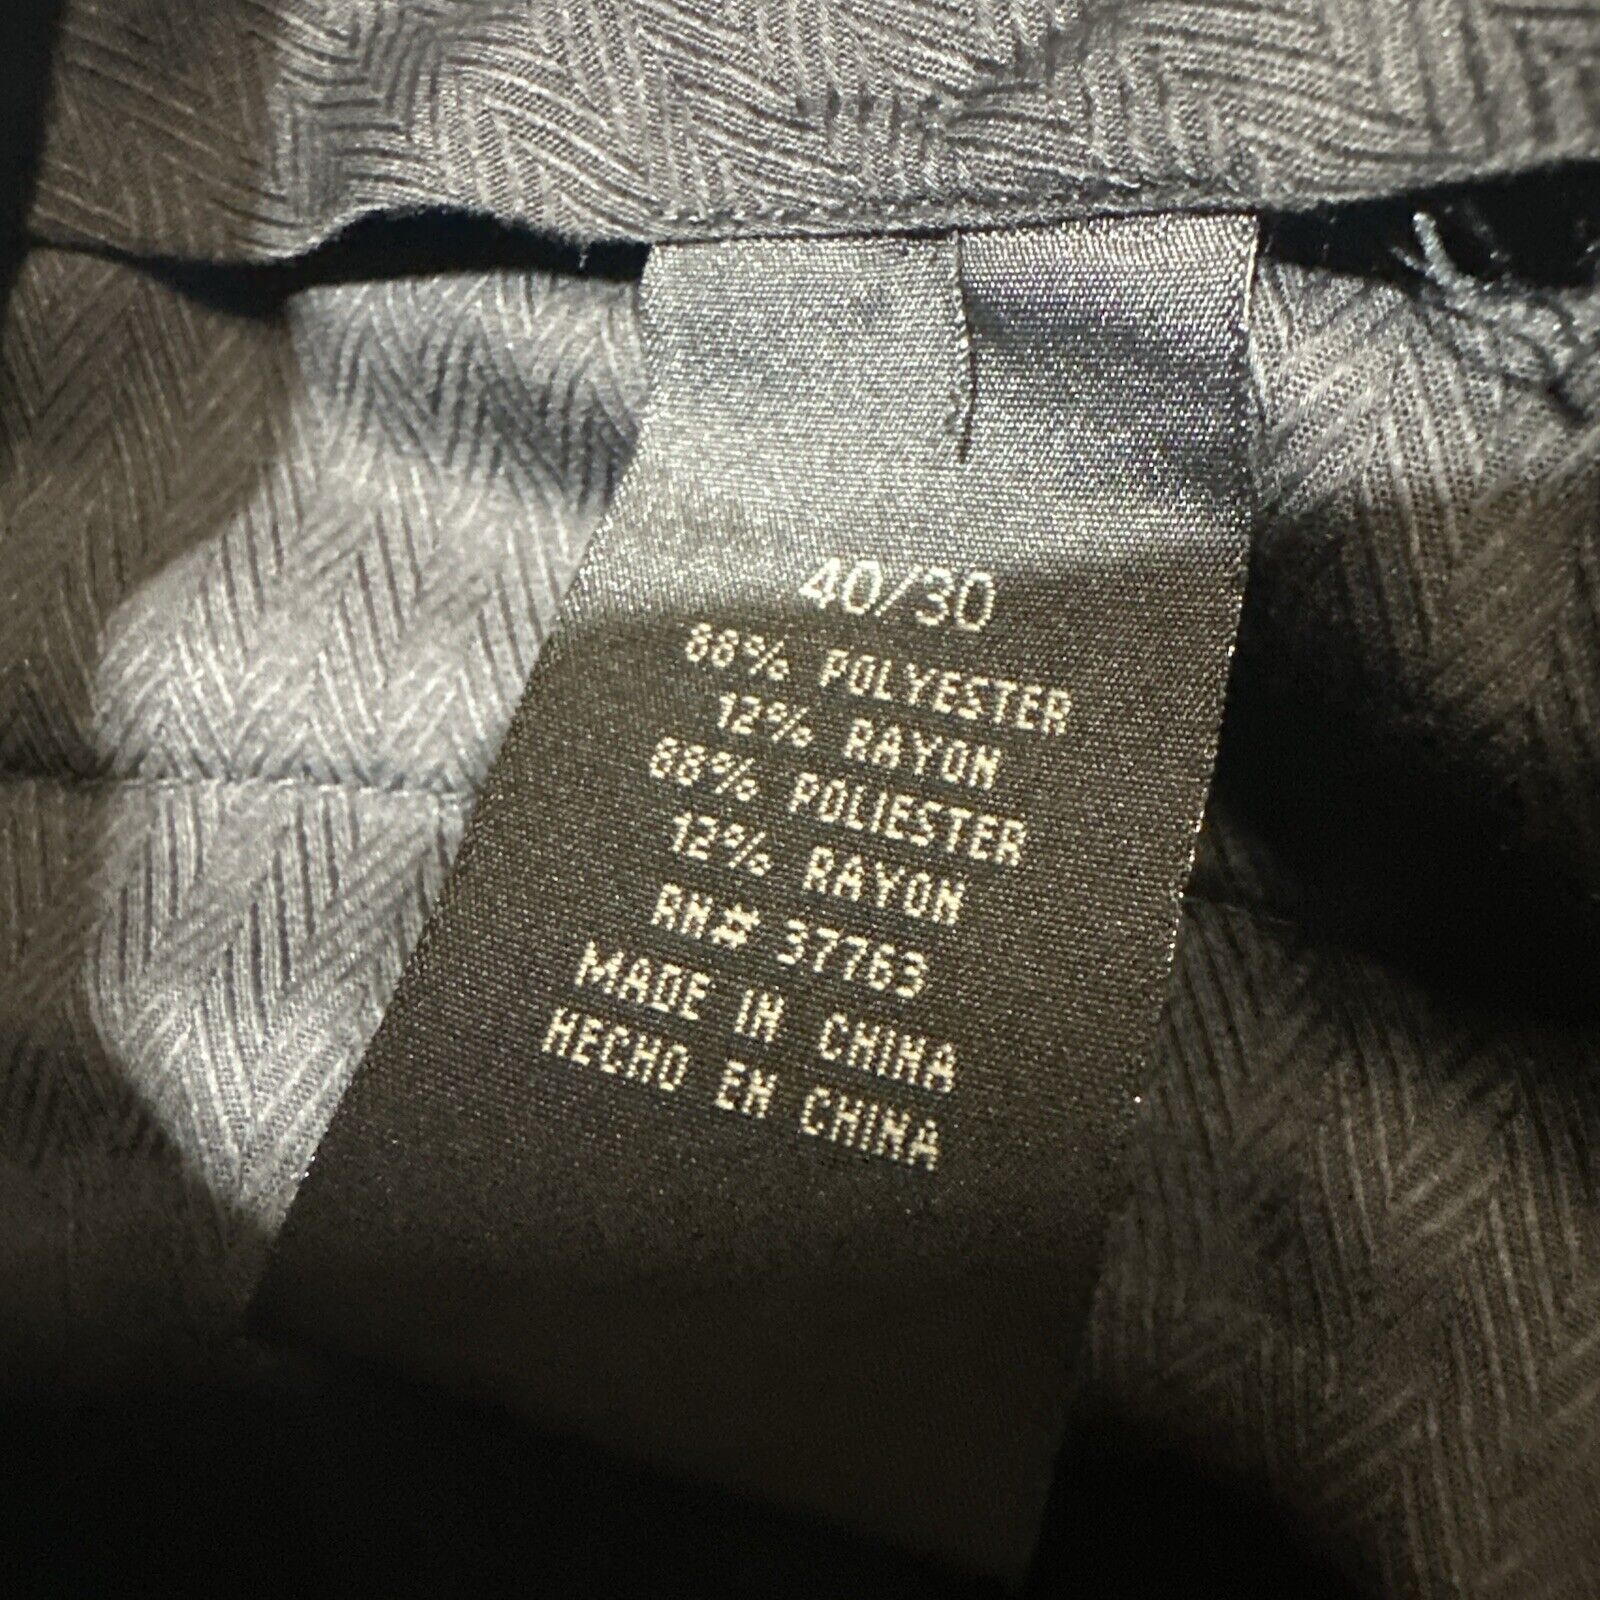 40/30
88% POLYESTER
12% RAYON
88% POLIESTER
12% RAYON
RN# 37763
MADE IN CHINA
HECHO EN CHINA